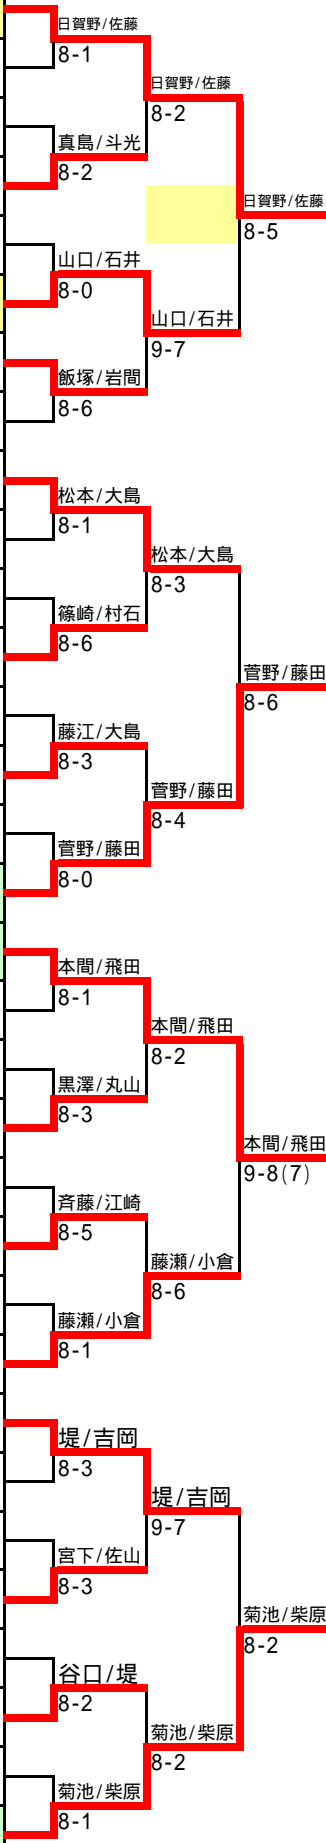 日賀野/佐藤
8-1
日賀野/佐藤
8-2
真島/斗光
8-2
日賀野/佐藤
8-5
山口/石井
8-0
山口/石井
9-7
飯塚/岩間
8-6
松本/大島
8-1
松本/大島
8-3
篠崎/村石
8-6
菅野/藤田
8-6
藤江/大島
8-3
菅野/藤田
8-4
菅野/藤田
8-0
本間/飛田
8-1
本間/飛田
8-2
黒澤/丸山
8-3
本間/飛田
9-8(7)
斉藤/江崎
8-5
藤瀬/小倉
8-6
藤瀬/小倉
8-1
堤/吉岡
8-3
堤/吉岡
9-7
宮下/佐山
8-3
菊池/柴原
8-2
谷口/堤
8-2
菊池/柴原
8-2
菊池/柴原
8-1